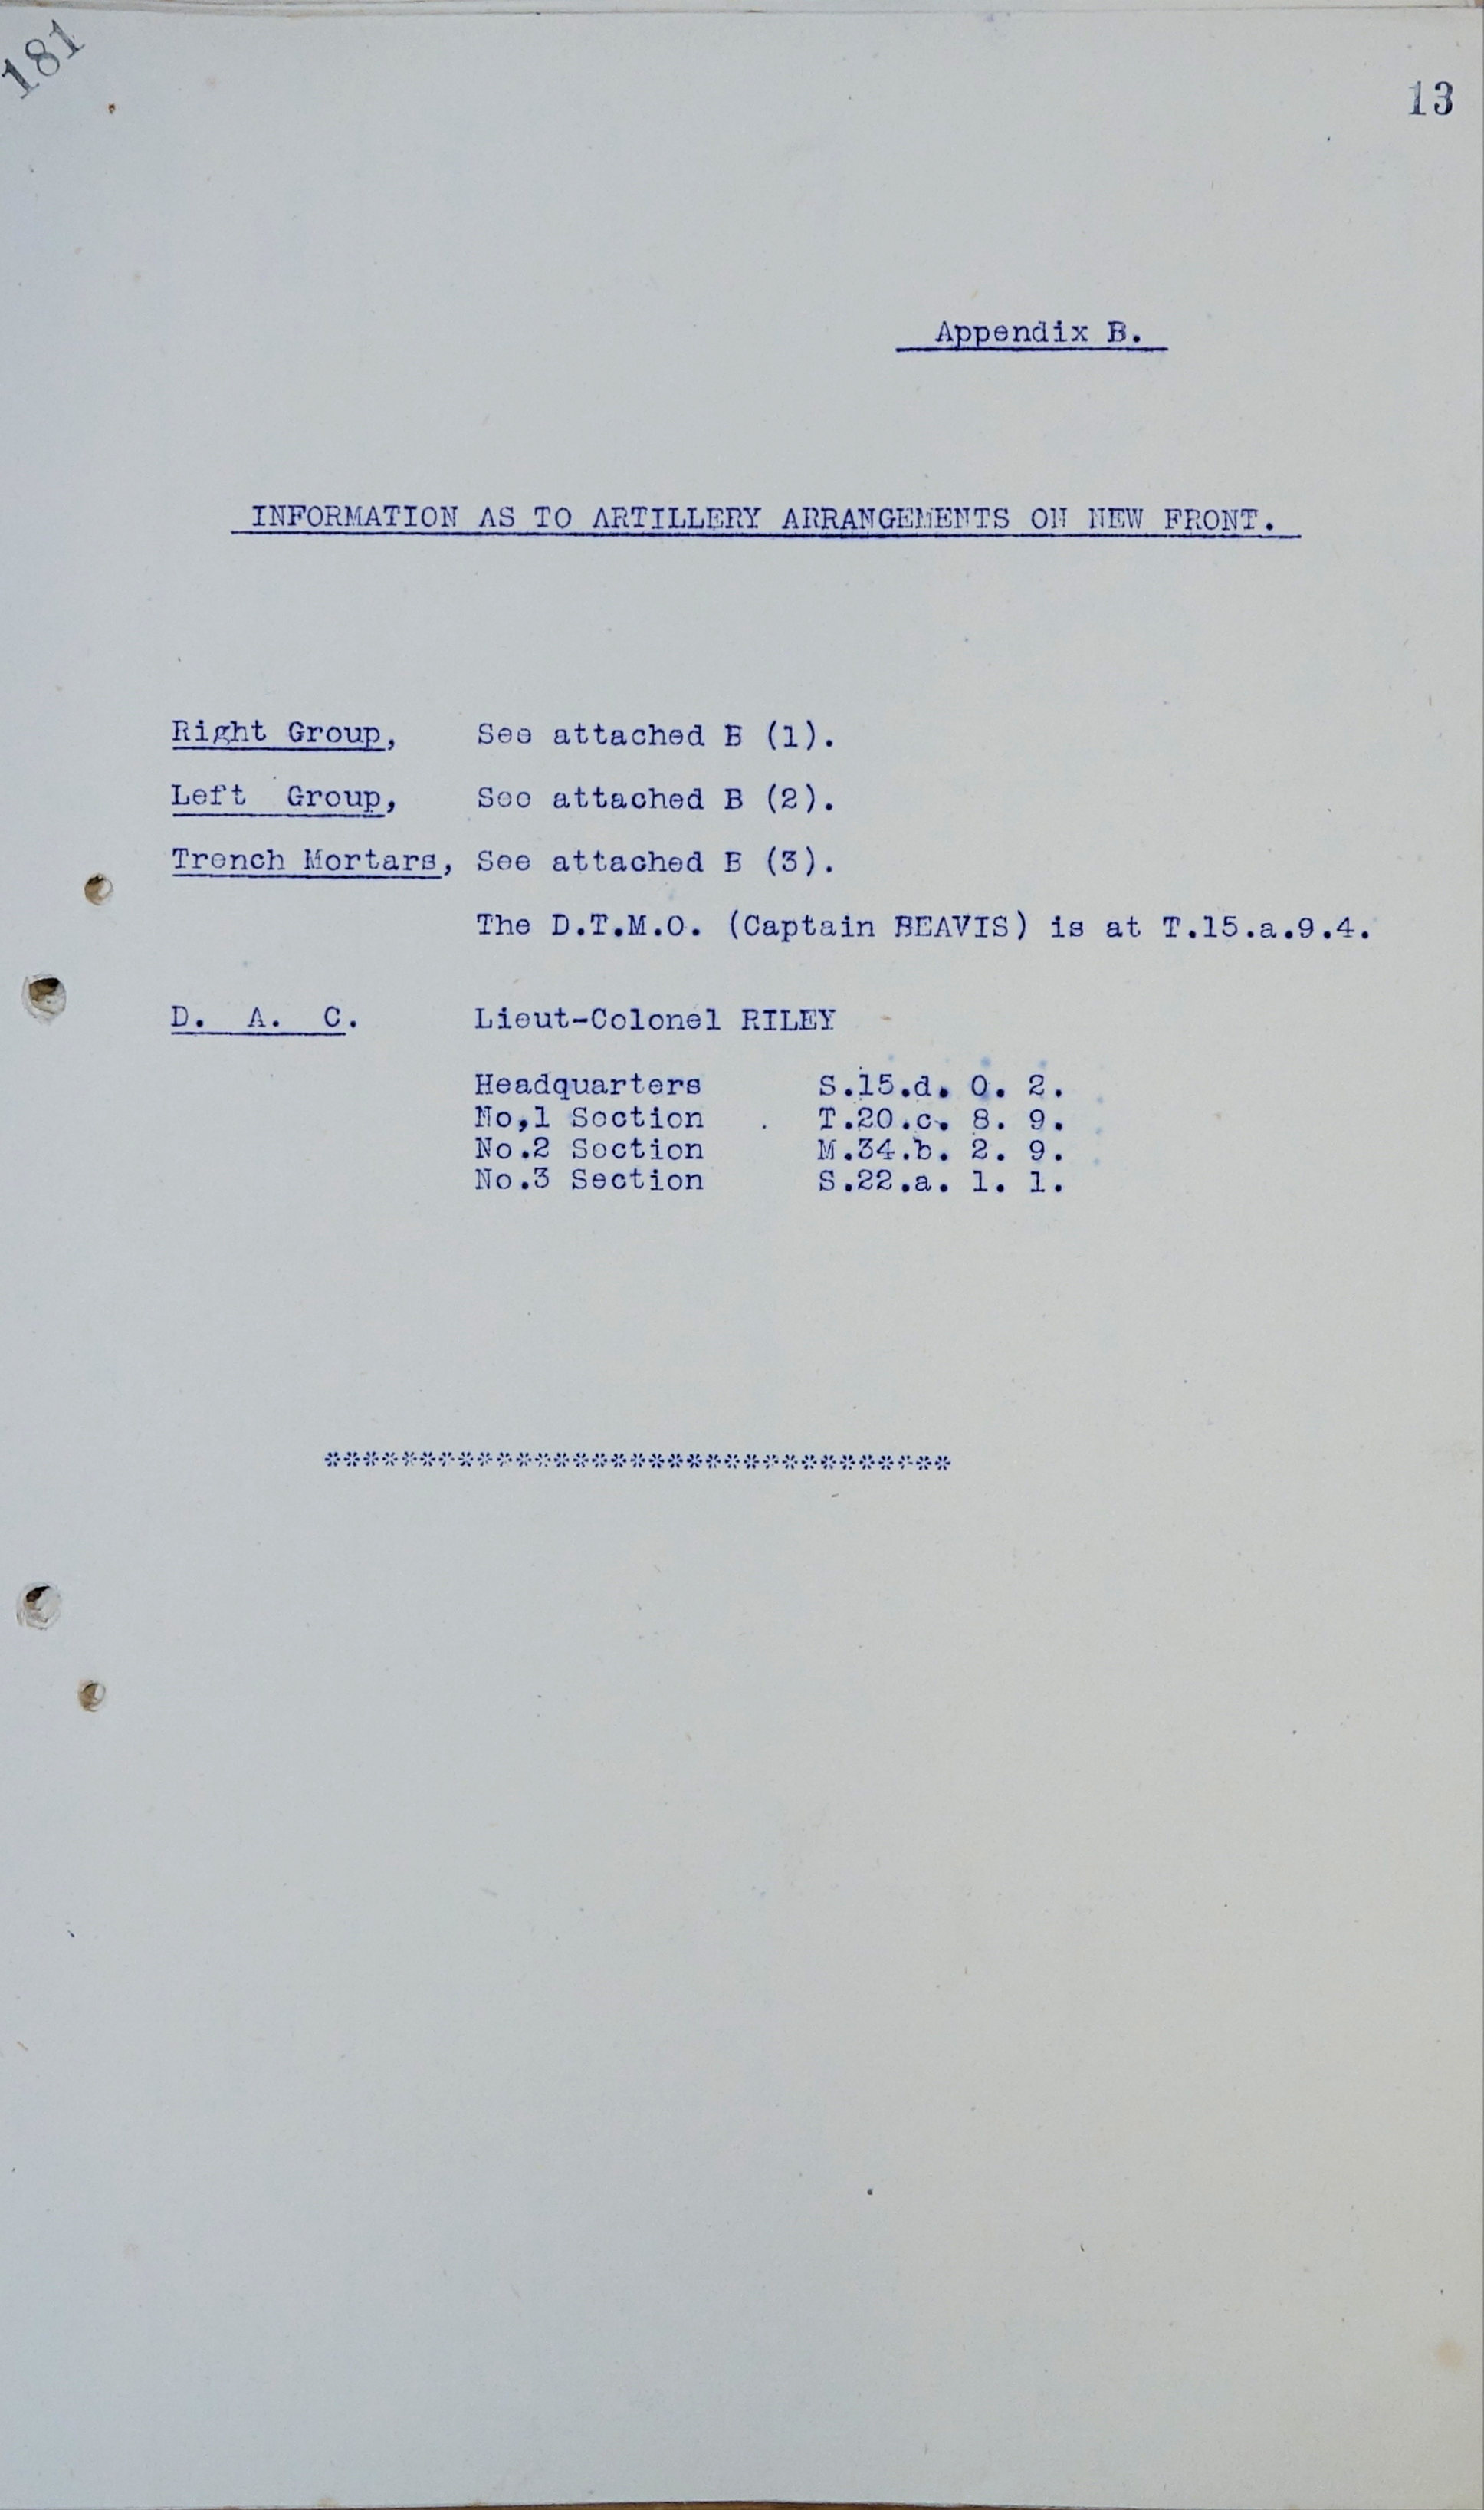 181
13
Appendix B.
INFORMATION AS TO ARTILLERY ARRANGEMENTS ON NEW FRONT.
Right Group, See attached B (1).
Left Group, See attached B (2).
Trench Mortars, See attached B (3).
The D.T.M.O. (Captain BEAVIS) is at T.15.a.9.4.
D. A. C. Lieut-Colonel RILEY
Headquarters S.15.d. 0. 2.
No,1 Section . T.20.c. 8. 9.
No.2 Section M.34.b. 2. 9.
No.3 Section S.22.a. 1. 1.
*********************************